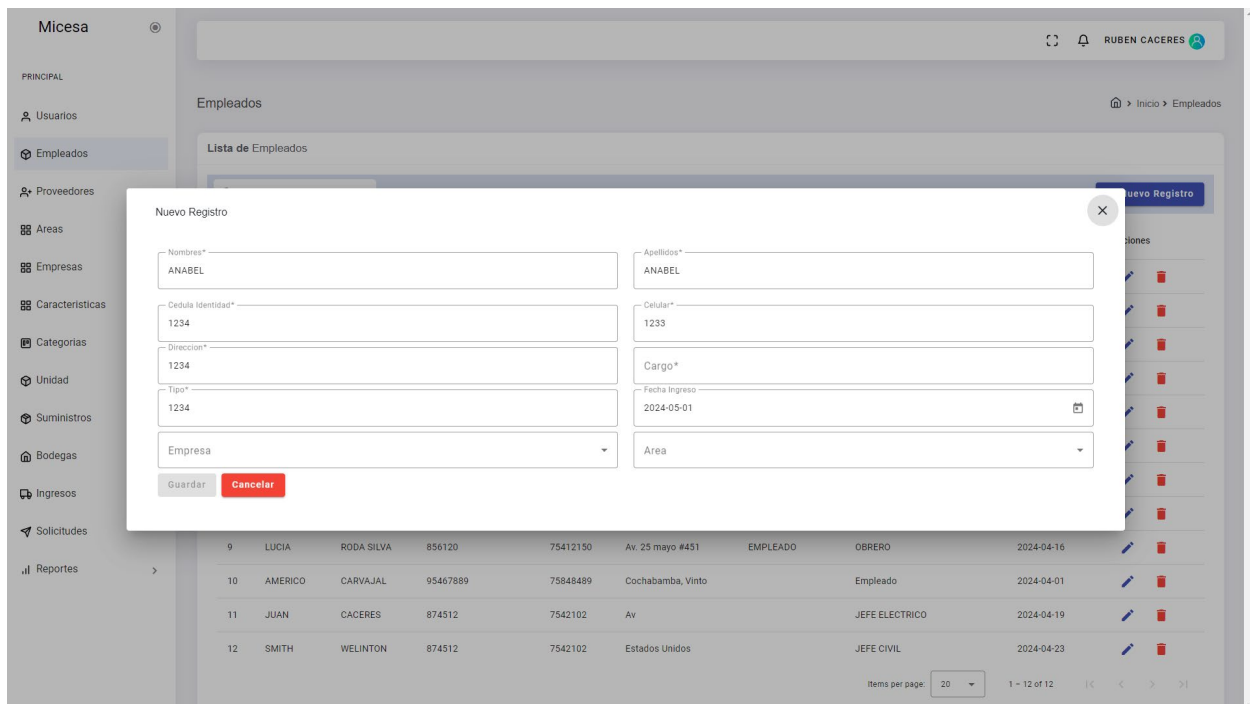 Micesa
RUBEN CACERES
PRINCIPAL
Usuarios
Empleados
Proveedores
Areas
Empresas
Caracteristicas
Categorias
Unidad
Suministros
Bodegas
Ingresos
Solicitudes
Reportes
Empleados
Inicio > Empleados
Lista de Empleados
Nuevo Registro
Nombres*
ANABEL
Apellidos*
ANABEL
Cedula Identidad*
1234
Celular*
1233
Direccion*
1234
Cargo*
Tipo*
1234
Fecha Ingreso
2024-05-01
Empresa
Area
Guardar Cancelar
9 LUCIA RODA SILVA 856120 75412150 Av. 25 mayo #451 EMPLEADO OBRERO 2024-04-16
10 AMERICO CARVAJAL 95467889 75848489 Cochabamba, Vinto Empleado 2024-04-01
11 JUAN CACERES 874512 7542102 Av JEFE ELECTRICO 2024-04-19
12 SMITH WELINTON 874512 7542102 Estados Unidos JEFE CIVIL 2024-04-23
Items per page: 20 1 – 12 of 12